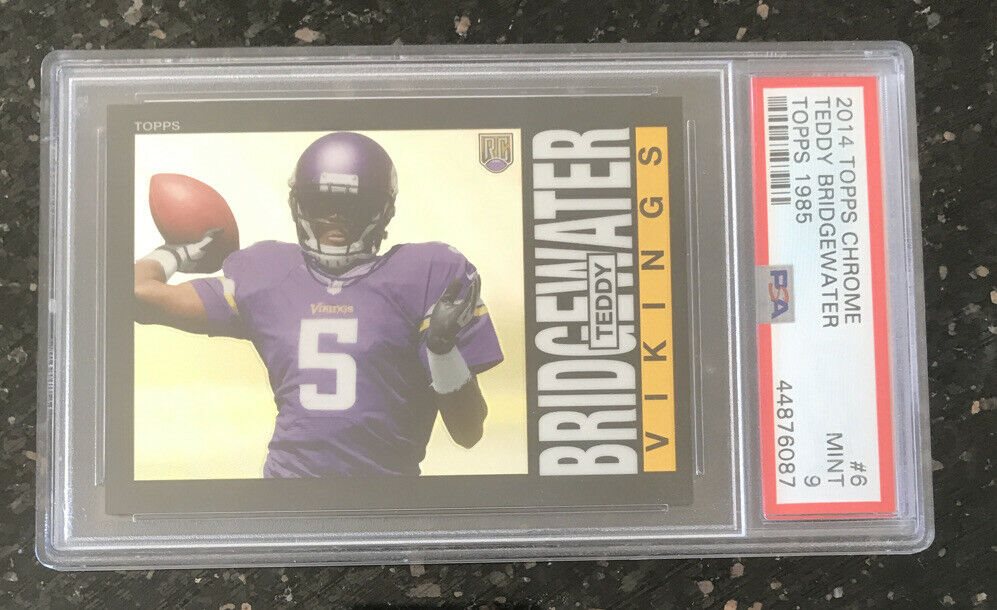 TOPPS
RC
VIKINGS
5
BRIDGEWATER
TEDDY
VIKINGS
2014 TOPPS CHROME #6
TEDDY BRIDGEWATER MINT
TOPPS 1985 9
PSA 44876087